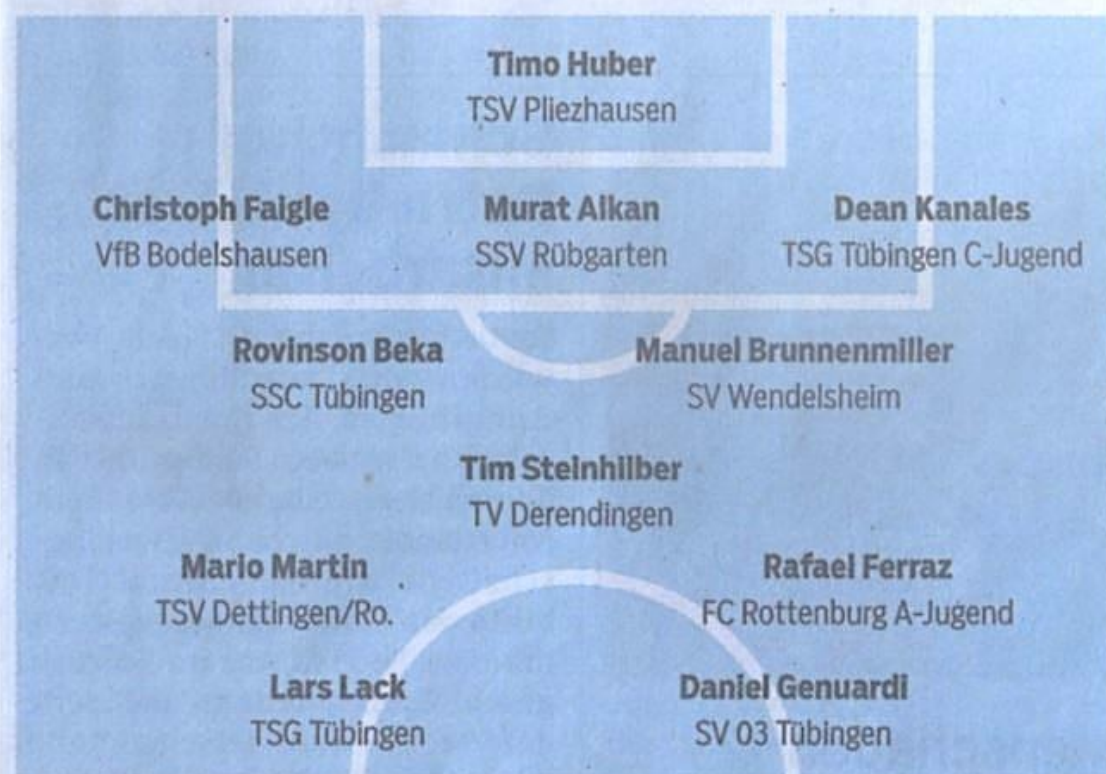 Timo Huber
TSV Pliezhausen
Christoph Faigle
VfB Bodelshausen
Murat Alkan
SSV Rübgarten
Dean Kanales
TSG Tübingen C-Jugend
Rovinson Beka
SSC Tübingen
Manuel Brunnenmiller
SV Wendelsheim
Tim Steinhilber
TV Derendingen
Mario Martin
TSV Dettingen/Ro.
Rafael Ferraz
FC Rottenburg A-Jugend
Lars Lack
TSG Tübingen
Daniel Genuardi
SV 03 Tübingen